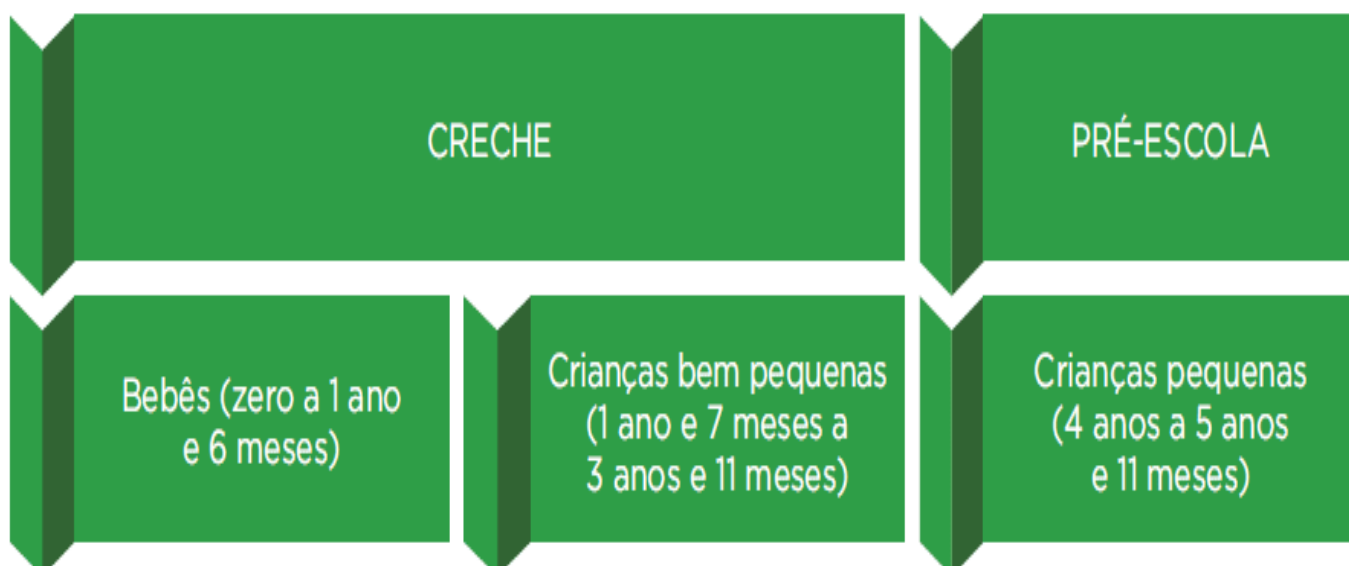 CRECHE
PRÉ-ESCOLA
Bebês (zero a 1 ano
e 6 meses)
Crianças bem pequenas
(1 ano e 7 meses a
3 anos e 11 meses)
Crianças pequenas
(4 anos a 5 anos
e 11 meses)